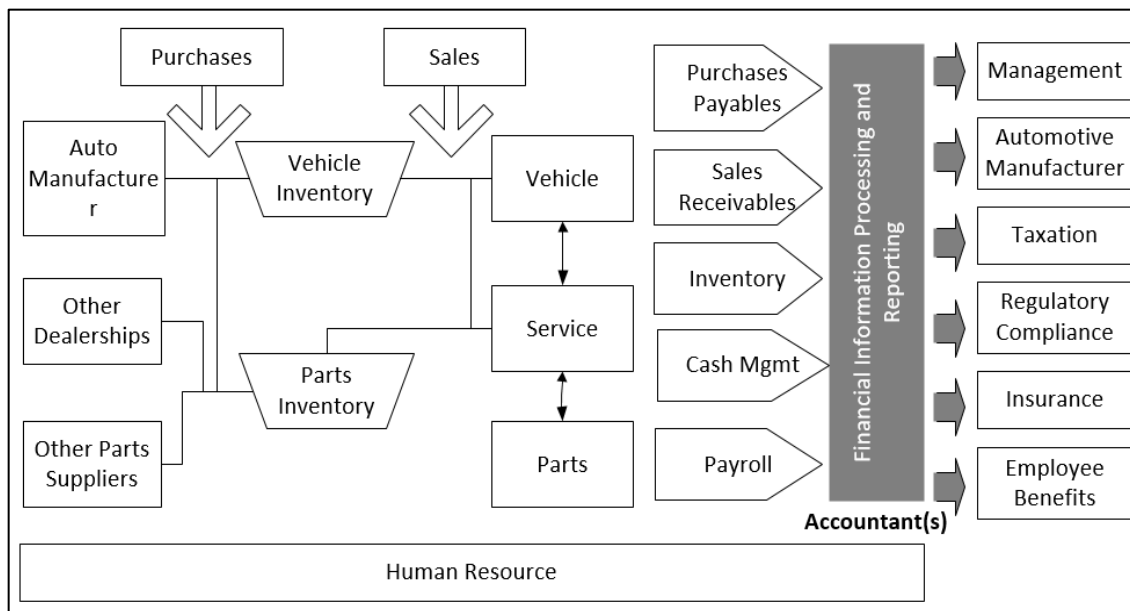 Purchases
Sales
Auto
Manufacture
r
Vehicle
Inventory
Vehicle
Other
Dealerships
Service
Parts
Inventory
Other Parts
Suppliers
Parts
Purchases
Payables
Sales
Receivables
Inventory
Cash Mgmt
Payroll
Financial Information Processing and
Reporting
Accountant(s)
Management
Automotive
Manufacturer
Taxation
Regulatory
Compliance
Insurance
Employee
Benefits
Human Resource